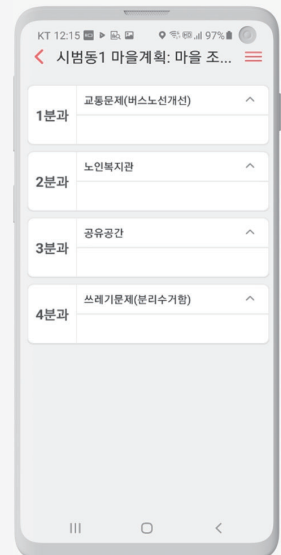 KT 12:15 97%
시범동1 마을계획: 마을 조...
교통문제(버스노선개선)
1분과
노인복지관
2분과
공유공간
3분과
쓰레기문제(분리수거함)
4분과